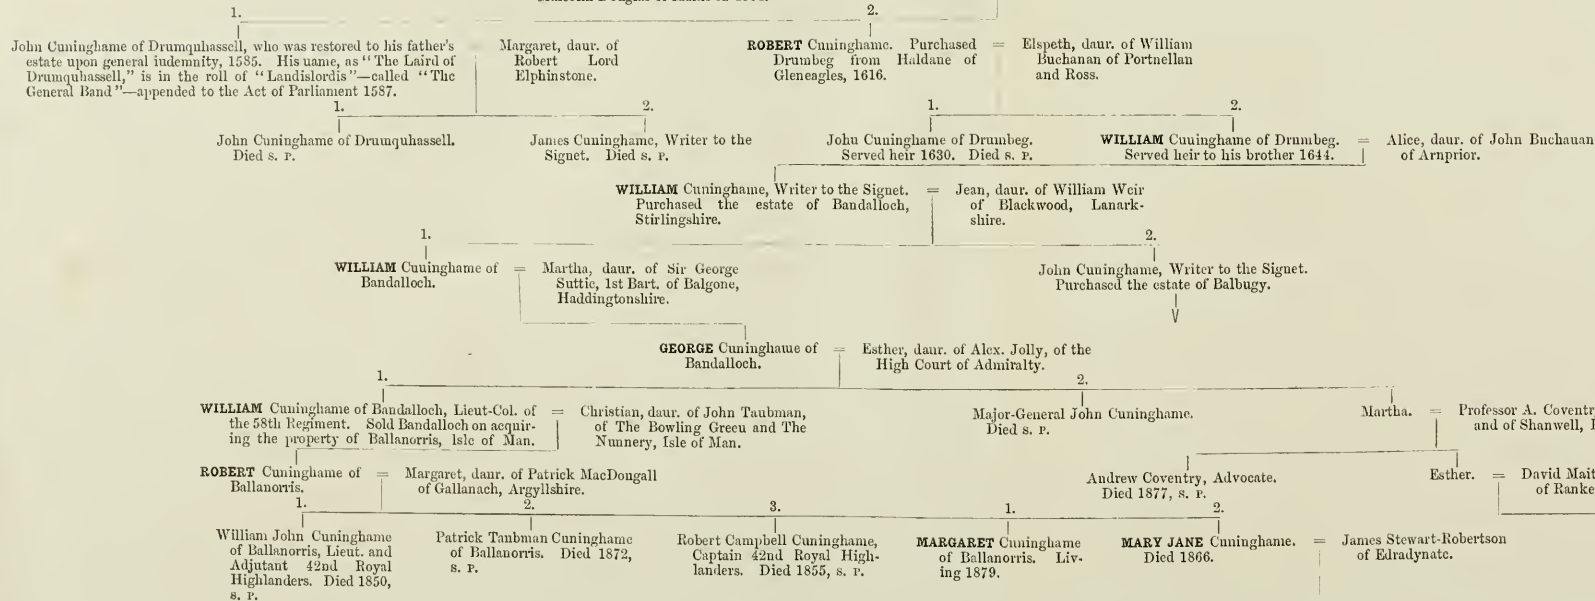 1.
2.
John Cuninghame of Drumquhassell, who was restored to his father's
estate upon general indemnity, 1585. His name, as "The Laird of
Drumquhassell," is in the roll of "Landislordis"—called "The
General Band"—appended to the Act of Parliament 1587.
Margaret, daur. of
Robert Lord
Elphinstone.
ROBERT Cuninghame. Purchased
Drumbeg from Haldane of
Gleneagles, 1616.
=
Elspeth, daur. of William
Buchanan of Portnellan
and Ross.
1.
2.
1.
2.
John Cuninghame of Drumquhassell.
Died s. p.
James Cuninghame, Writer to the
Signet. Died s. p.
John Cuninghame of Drumbeg.
Served heir 1630. Died s. p.
WILLIAM Cuninghame of Drumbeg.
Served heir to his brother 1644.
=
Alice, daur. of John Buchanan
of Arnprior.
WILLIAM Cuninghame, Writer to the Signet.
Purchased the estate of Bandalloch,
Stirlingshire.
=
Jean, daur. of William Weir
of Blackwood, Lanark-
shire.
1.
2.
WILLIAM Cuninghame of
Bandalloch.
=
Martha, daur. of Sir George
Suttie, 1st Bart. of Balgone,
Haddingtonshire.
John Cuninghame, Writer to the Signet.
Purchased the estate of Balbugy.
GEORGE Cuninghame of
Bandalloch.
=
Esther, daur. of Alex. Jolly, of the
High Court of Admiralty.
1.
2.
WILLIAM Cuninghame of Bandalloch, Lieut-Col. of
the 58th Regiment. Sold Bandalloch on acquir-
ing the property of Ballanorris, Isle of Man.
=
Christian, daur. of John Taubman,
of The Bowling Green and The
Nunnery, Isle of Man.
Major-General John Cuninghame.
Died s. p.
Martha.
=
Professor A. Coventr
and of Shanwell,
ROBERT Cuninghame of
Ballanorris.
=
Margaret, daur. of Patrick MacDougall
of Gallanach, Argyllshire.
Andrew Coventry, Advocate.
Died 1877, s. p.
Esther.
=
David Mait
of Ranke
1.
2.
3.
1.
2.
William John Cuninghame
of Ballanorris, Lieut. and
Adjutant 42nd Royal
Highlanders. Died 1850,
s. p.
Patrick Taubman Cuninghame
of Ballanorris. Died 1872,
s. p.
Robert Campbell Cuninghame,
Captain 42nd Royal High-
landers. Died 1855, s. p.
MARGARET Cuninghame
of Ballanorris. Liv-
ing 1879.
MARY JANE Cuninghame.
Died 1866.
=
James Stewart-Robertson
of Edradynate.